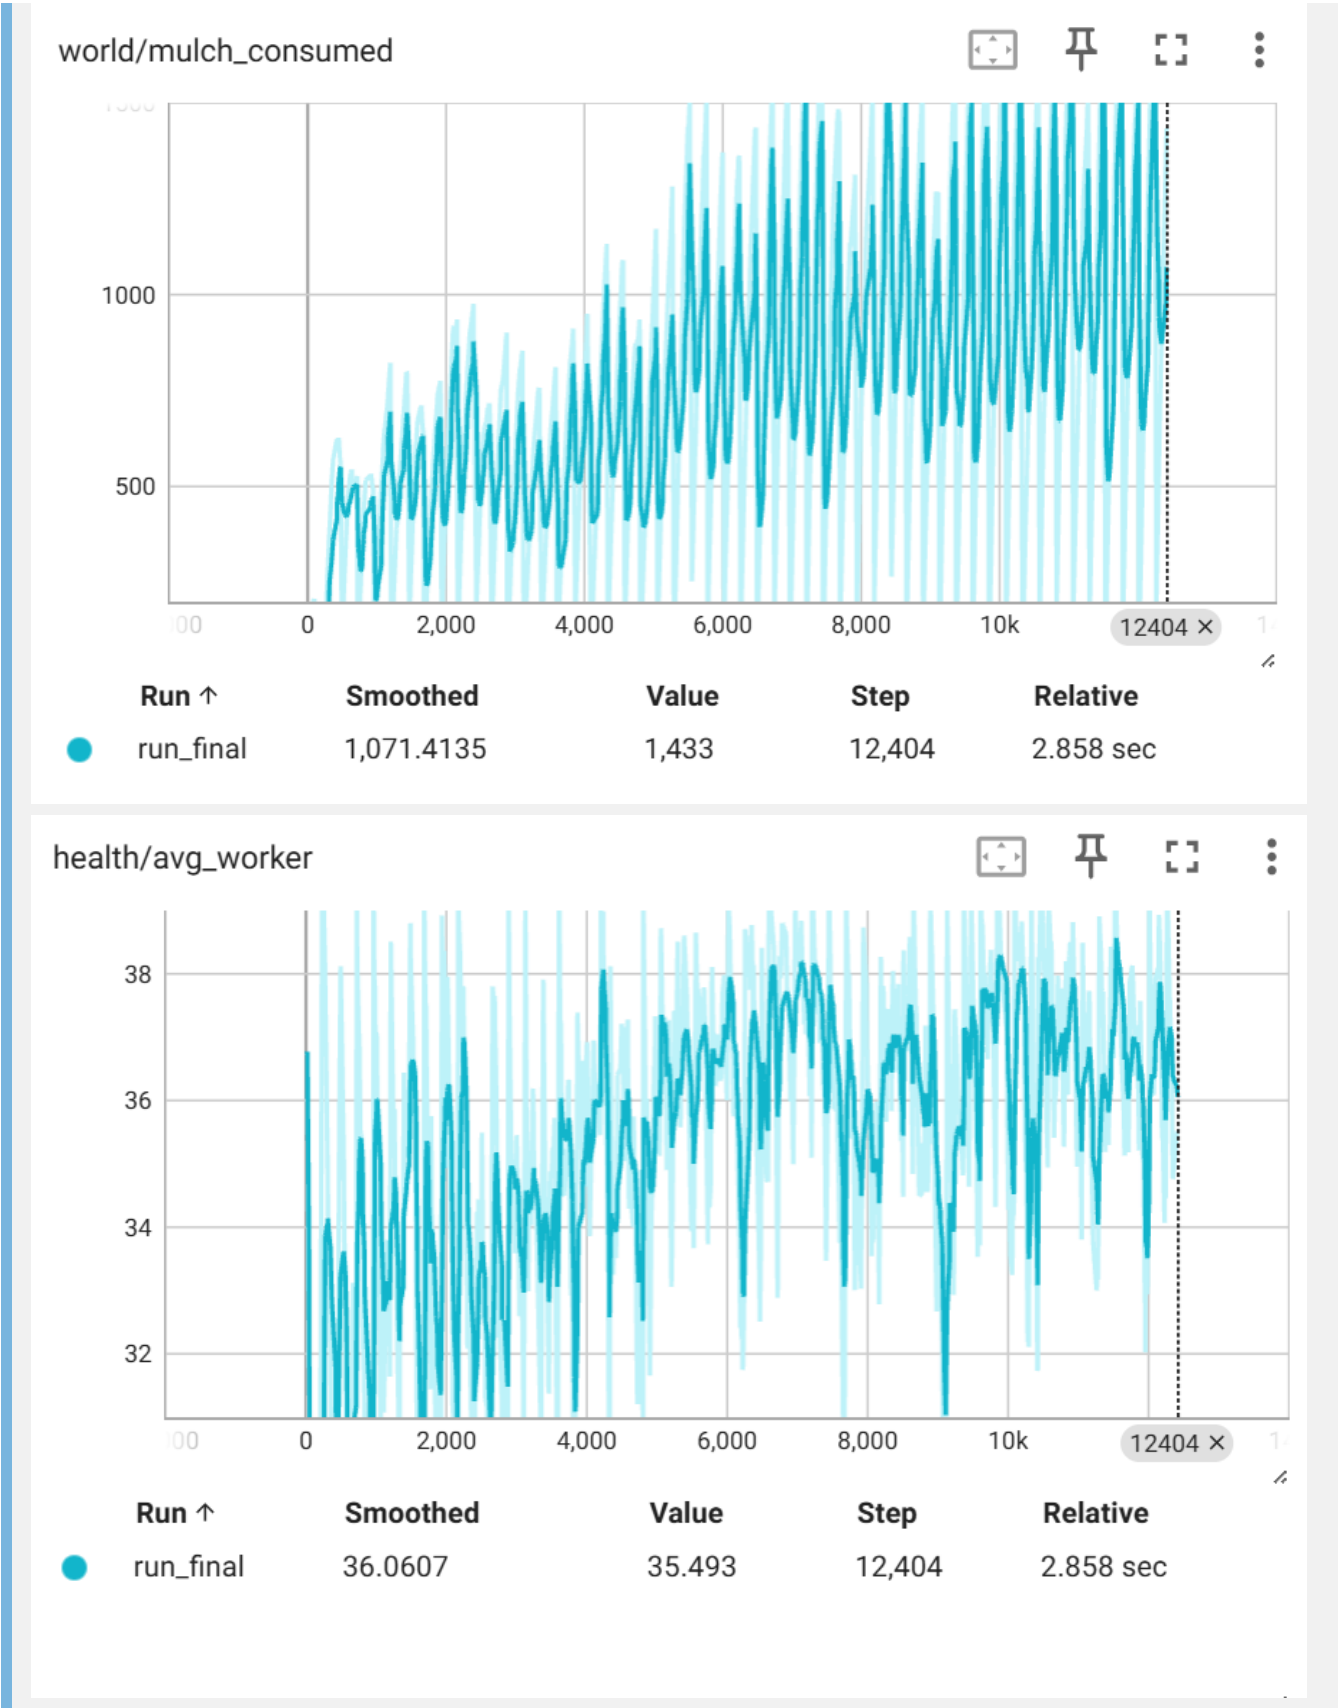 world/mulch_consumed
1500
1000
500
0 2,000 4,000 6,000 8,000 10k 12404 ×
Run ↑ Smoothed Value Step Relative
run_final 1,071.4135 1,433 12,404 2.858 sec
health/avg_worker
38
36
34
32
0 2,000 4,000 6,000 8,000 10k 12404 ×
Run ↑ Smoothed Value Step Relative
run_final 36.0607 35.493 12,404 2.858 sec